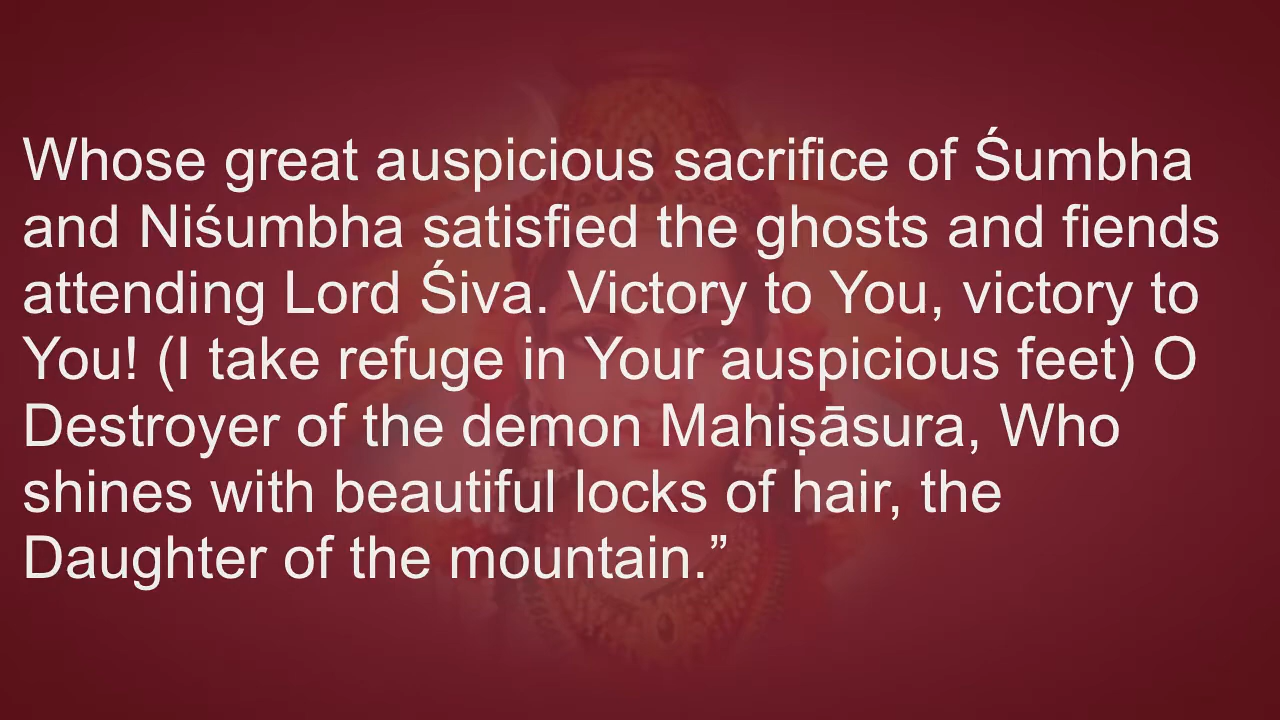 Whose great auspicious sacrifice of Śumbha
and Niśumbha satisfied the ghosts and fiends
attending Lord Śiva. Victory to You, victory to
You! (I take refuge in Your auspicious feet) O
Destroyer of the demon Mahiṣāsura, Who
shines with beautiful locks of hair, the
Daughter of the mountain.”